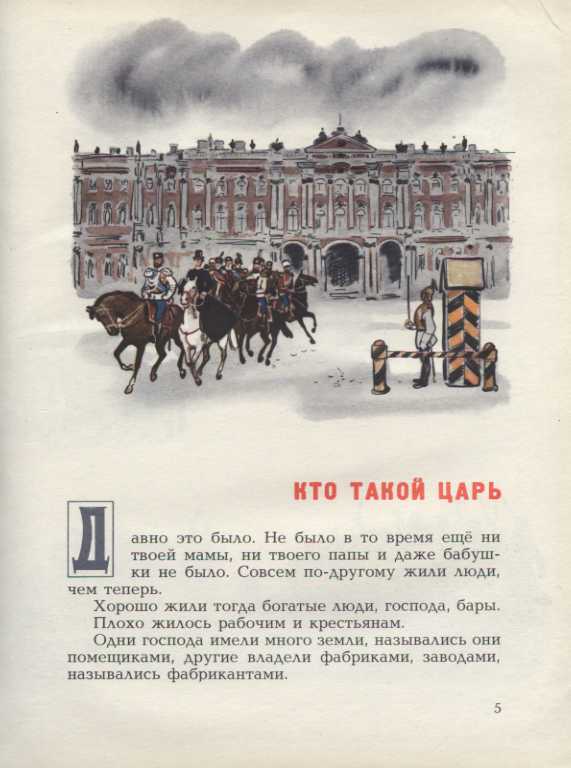 КТО ТАКОЙ ЦАРЬ
Давно это было. Не было в то время ещё ни
твоей мамы, ни твоего папы и даже бабуш-
ки не было. Совсем по-другому жили люди,
чем теперь.
Хорошо жили тогда богатые люди, господа, бары.
Плохо жилось рабочим и крестьянам.
Одни господа имели много земли, назывались они
помещиками, другие владели фабриками, заводами,
назывались фабрикантами.
5